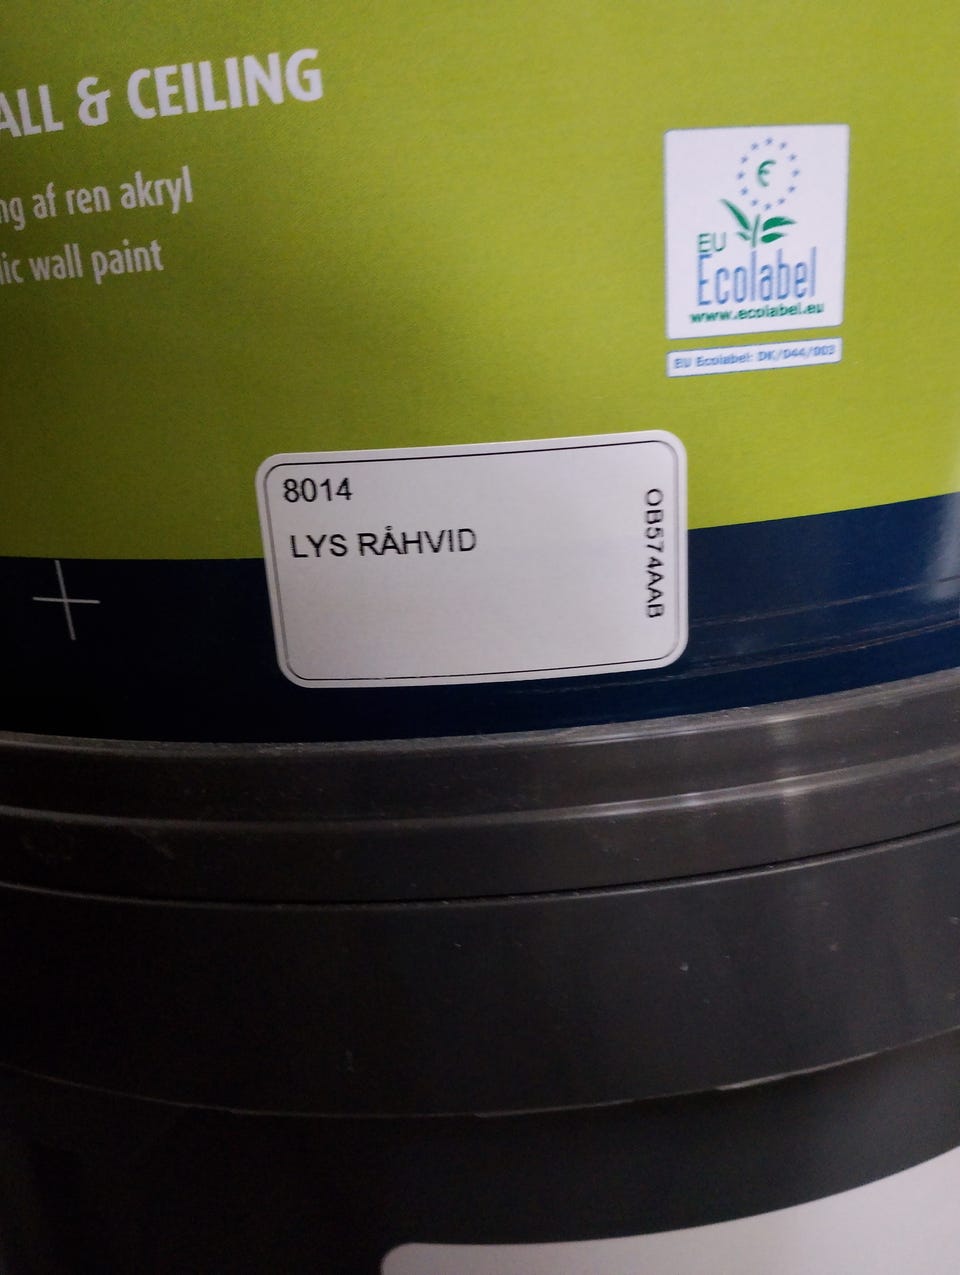 ALL & CEILING
ng af ren akryl
lic wall paint
EU
Ecolabel
www.ecolabel.eu
EU Ecolabel: DK/044/003
8014
LYS RÅHVID
OB574AAB